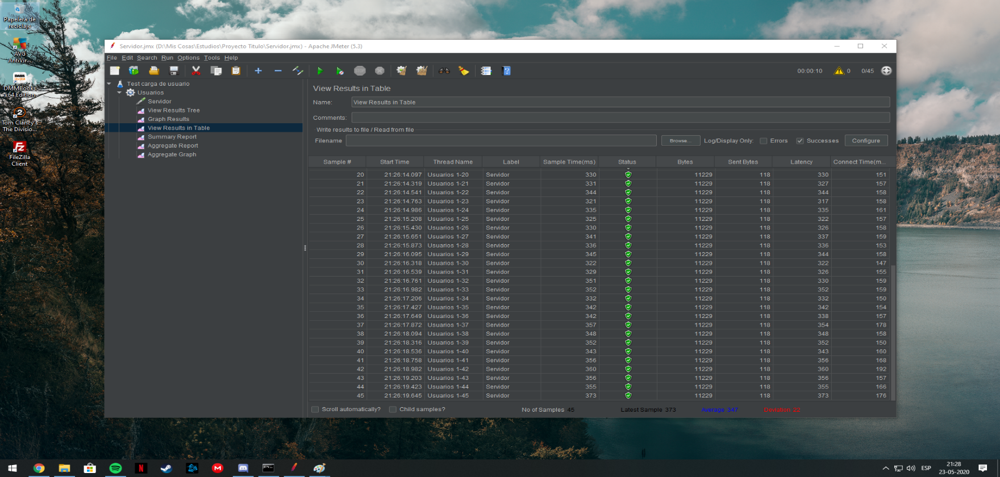 Papelera de
reciclaje
AVG
AntiVir...
DMM
DMMBooks
x64 Edition
2
Tom Clancy's
The Divisio...
FZ
FileZilla
Client
Servidor.jmx (D:\Mis Cosas\Estudios\Proyecto Titulo\Servidor.jmx) - Apache JMeter (5.3)
File Edit Search Run Options Tools Help
00:00:10 0 0/45
Test carga de usuario
Usuarios
Servidor
View Results Tree
Graph Results
View Results in Table
Summary Report
Aggregate Report
Aggregate Graph
View Results in Table
Name: View Results in Table
Comments:
Write results to file / Read from file
Filename Browse... Log/Display Only: Errors Successes Configure
Sample # Start Time Thread Name Label Sample Time(ms) Status Bytes Sent Bytes Latency Connect Time(m...
20 21:26:14.097 Usuarios 1-20 Servidor 330 11229 118 330 151
21 21:26:14.319 Usuarios 1-21 Servidor 331 11229 118 327 157
22 21:26:14.541 Usuarios 1-22 Servidor 344 11229 118 344 158
23 21:26:14.763 Usuarios 1-23 Servidor 321 11229 118 317 158
24 21:26:14.986 Usuarios 1-24 Servidor 335 11229 118 335 161
25 21:26:15.208 Usuarios 1-25 Servidor 325 11229 118 322 157
26 21:26:15.430 Usuarios 1-26 Servidor 330 11229 118 326 158
27 21:26:15.651 Usuarios 1-27 Servidor 341 11229 118 337 159
28 21:26:15.873 Usuarios 1-28 Servidor 336 11229 118 336 153
29 21:26:16.095 Usuarios 1-29 Servidor 345 11229 118 344 158
30 21:26:16.318 Usuarios 1-30 Servidor 322 11229 118 322 147
31 21:26:16.539 Usuarios 1-31 Servidor 329 11229 118 326 155
32 21:26:16.761 Usuarios 1-32 Servidor 351 11229 118 330 159
33 21:26:16.982 Usuarios 1-33 Servidor 352 11229 118 352 159
34 21:26:17.206 Usuarios 1-34 Servidor 332 11229 118 332 150
35 21:26:17.427 Usuarios 1-35 Servidor 342 11229 118 342 154
36 21:26:17.649 Usuarios 1-36 Servidor 342 11229 118 338 157
37 21:26:17.872 Usuarios 1-37 Servidor 357 11229 118 354 178
38 21:26:18.094 Usuarios 1-38 Servidor 348 11229 118 348 158
39 21:26:18.316 Usuarios 1-39 Servidor 352 11229 118 352 150
40 21:26:18.536 Usuarios 1-40 Servidor 343 11229 118 343 160
41 21:26:18.758 Usuarios 1-41 Servidor 356 11229 118 356 168
42 21:26:18.982 Usuarios 1-42 Servidor 360 11229 118 360 192
43 21:26:19.203 Usuarios 1-43 Servidor 356 11229 118 356 157
44 21:26:19.423 Usuarios 1-44 Servidor 355 11229 118 355 166
45 21:26:19.645 Usuarios 1-45 Servidor 373 11229 118 373 176
Scroll automatically? Child samples? No of Samples 45 Latest Sample 373 Average 347 Deviation 22
ESP
21:28
23-05-2020